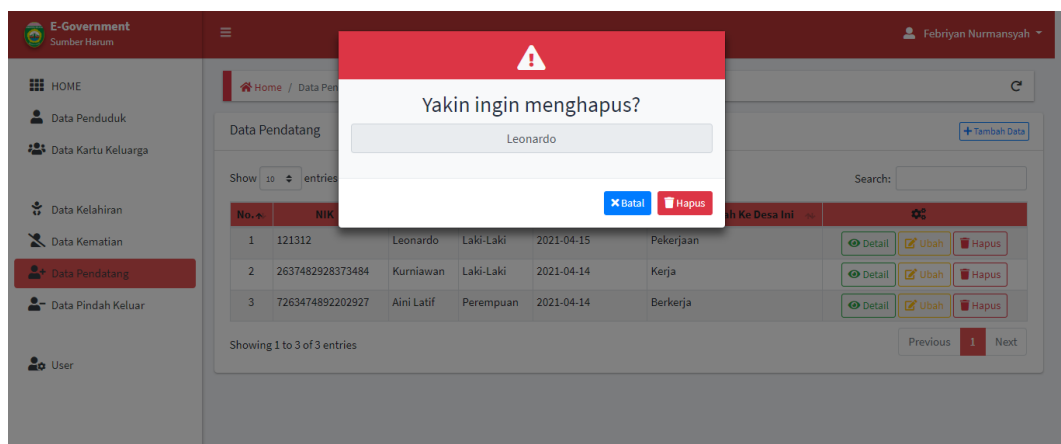 E-Government
Sumber Harum
Febriyan Nurmansyah
HOME
Data Penduduk
Data Kartu Keluarga
Data Kelahiran
Data Kematian
Data Pendatang
Data Pindah Keluar
User
Home / Data Pen
Yakin ingin menghapus?
Leonardo
Batal Hapus
Data Pendatang
Tambah Data
Show 10 entries
Search:
No. NIK h Ke Desa Ini
1 121312 Leonardo Laki-Laki 2021-04-15 Pekerjaan Detail Ubah Hapus
2 2637482928373484 Kurniawan Laki-Laki 2021-04-14 Kerja Detail Ubah Hapus
3 7263474892202927 Aini Latif Perempuan 2021-04-14 Berkerja Detail Ubah Hapus
Showing 1 to 3 of 3 entries
Previous 1 Next